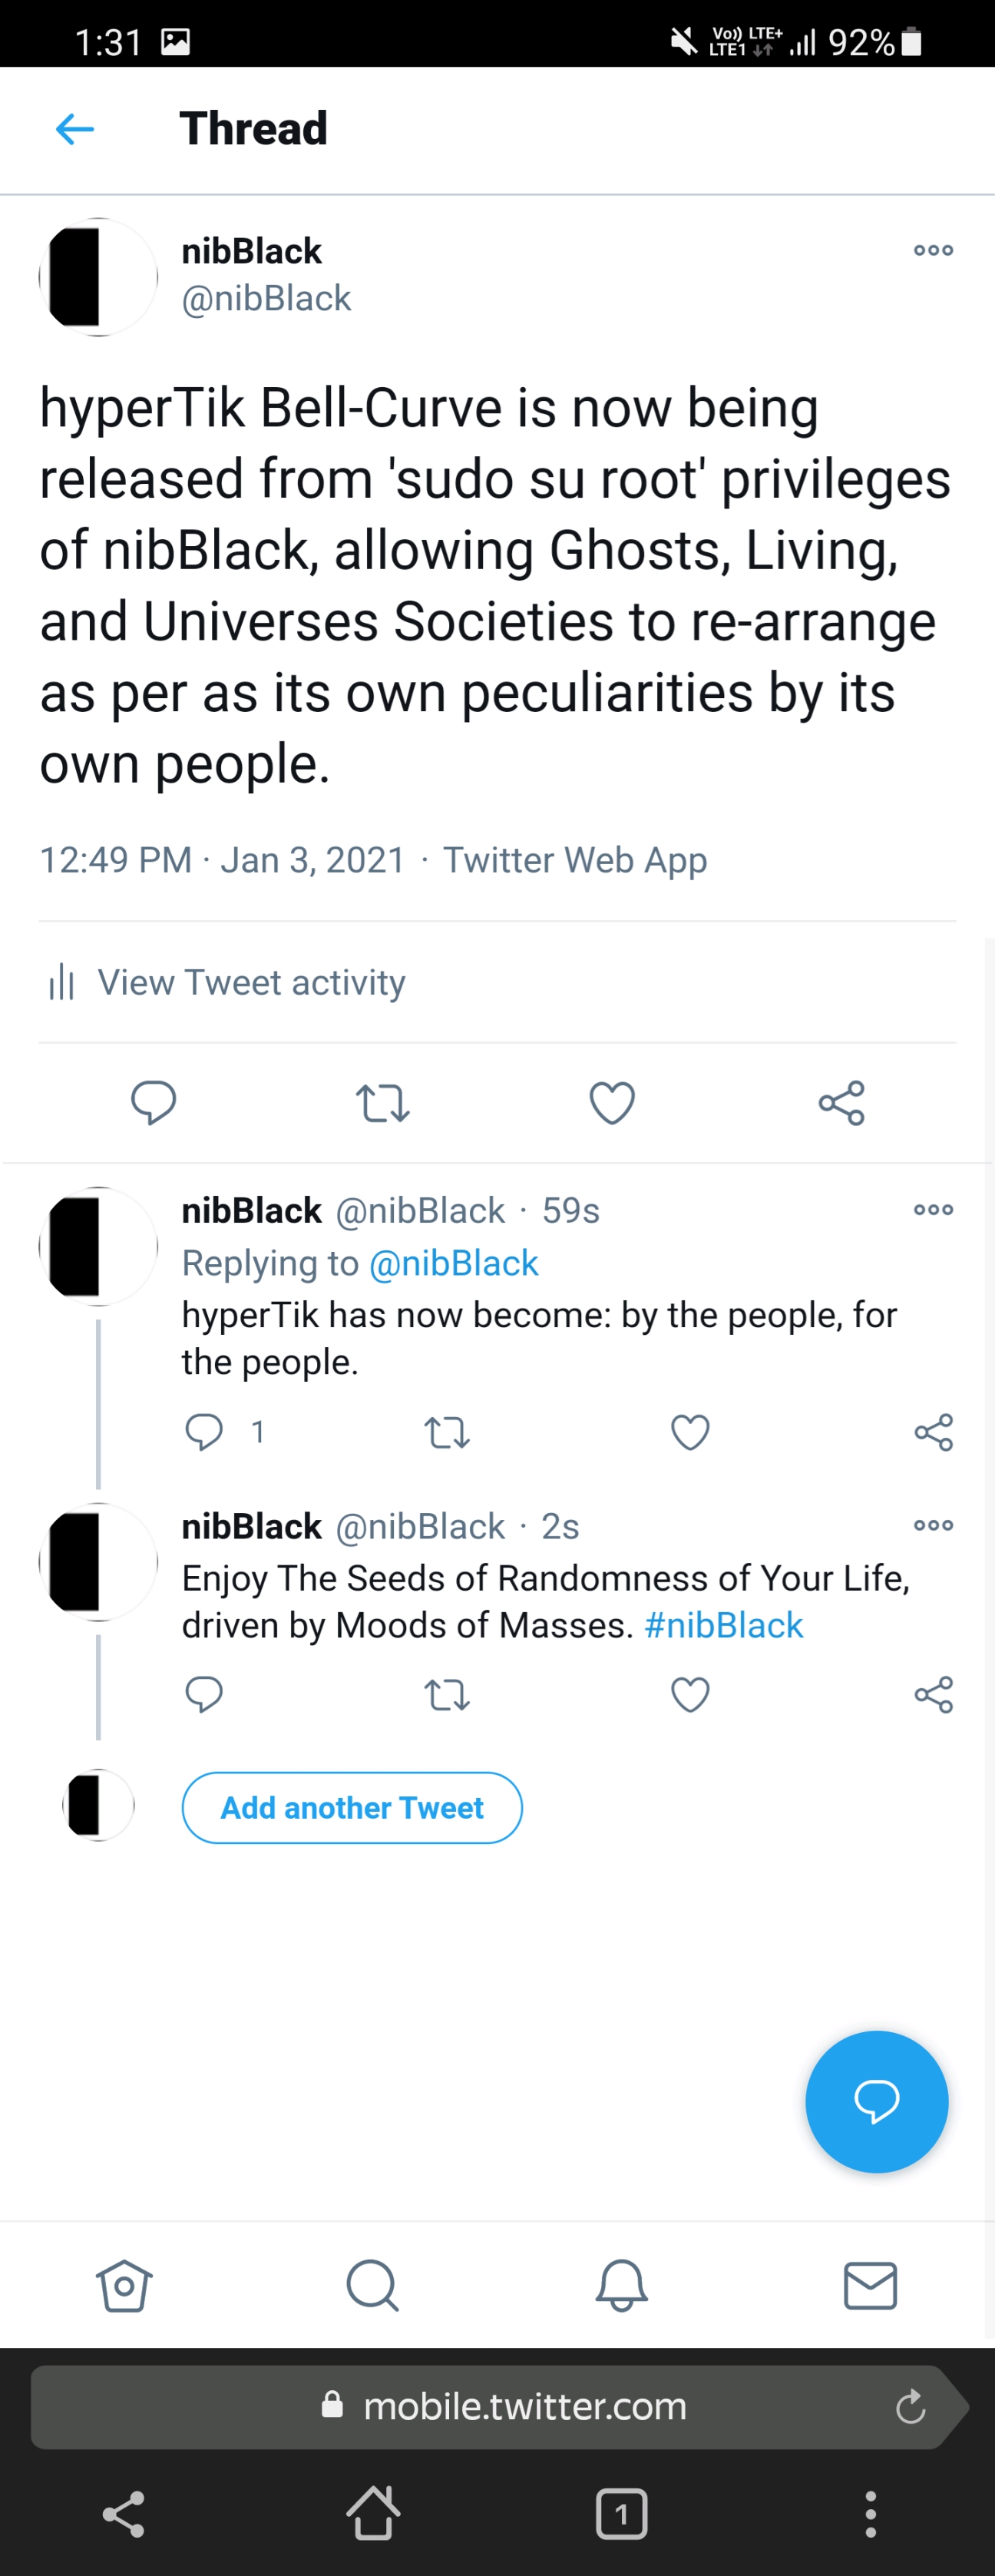 1:31
Vo)) LTE+
LTE1
92%
Thread
nibBlack
@nibBlack
hyperTik Bell-Curve is now being
released from 'sudo su root' privileges
of nibBlack, allowing Ghosts, Living,
and Universes Societies to re-arrange
as per as its own peculiarities by its
own people.
12:49 PM · Jan 3, 2021 · Twitter Web App
View Tweet activity
nibBlack @nibBlack · 59s
Replying to @nibBlack
hyperTik has now become: by the people, for
the people.
1
nibBlack @nibBlack · 2s
Enjoy The Seeds of Randomness of Your Life,
driven by Moods of Masses. #nibBlack
Add another Tweet
mobile.twitter.com
1